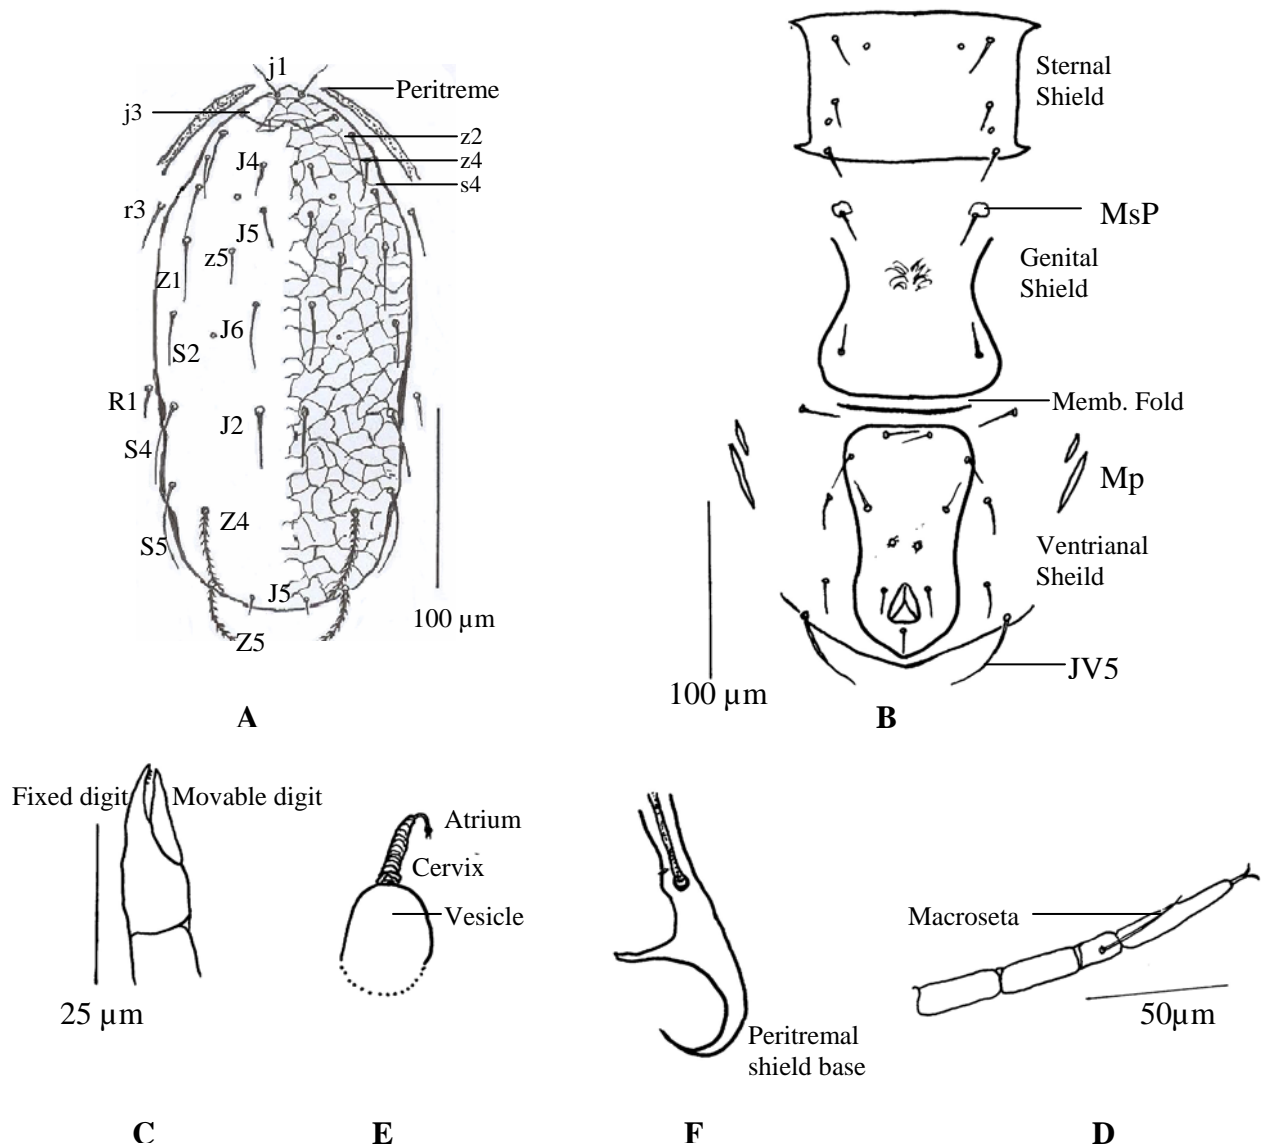 j1
Peritreme
j3
z2
J4
z4
s4
r3
J5
z5
Z1
J6
S2
R1
J2
S4
Z4
S5
J5
100 µm
Z5
A
Sternal
Shield
MsP
Genital
Shield
Memb. Fold
Mp
Ventrianal
Sheild
JV5
100 µm
B
Fixed digit
Movable digit
25 µm
C
Atrium
Cervix
Vesicle
E
Peritremal
shield base
F
Macroseta
50µm
D